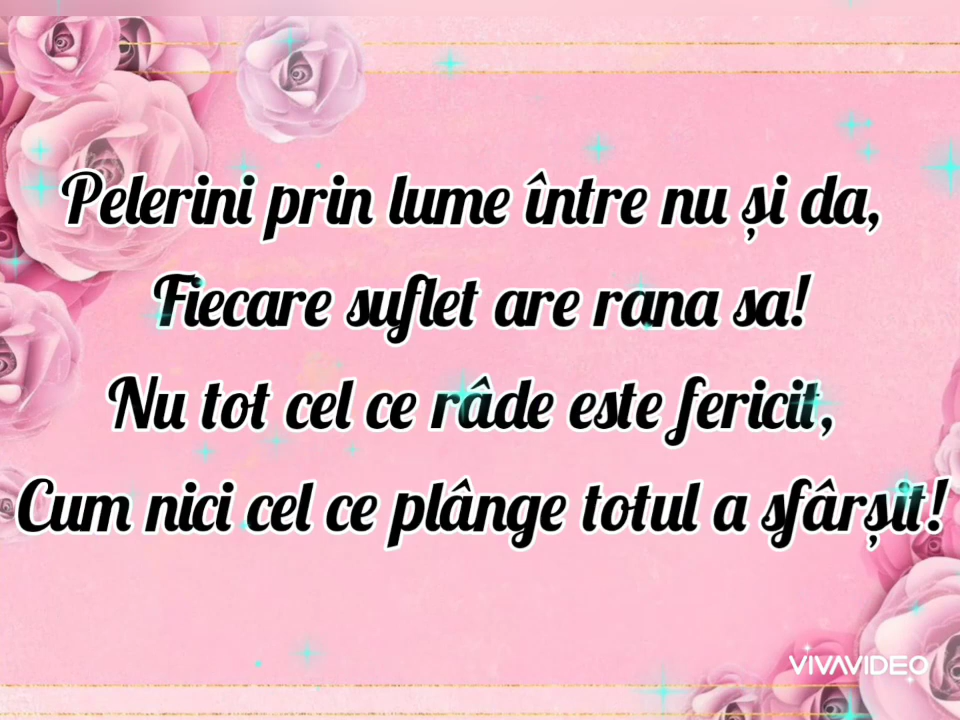 Pelerini prin lume între nu și da,
Fiecare suflet are rana sa!
Nu tot cel ce râde este fericit,
Cum nici cel ce plânge totul a sfârșit!
VIVAVIDEO